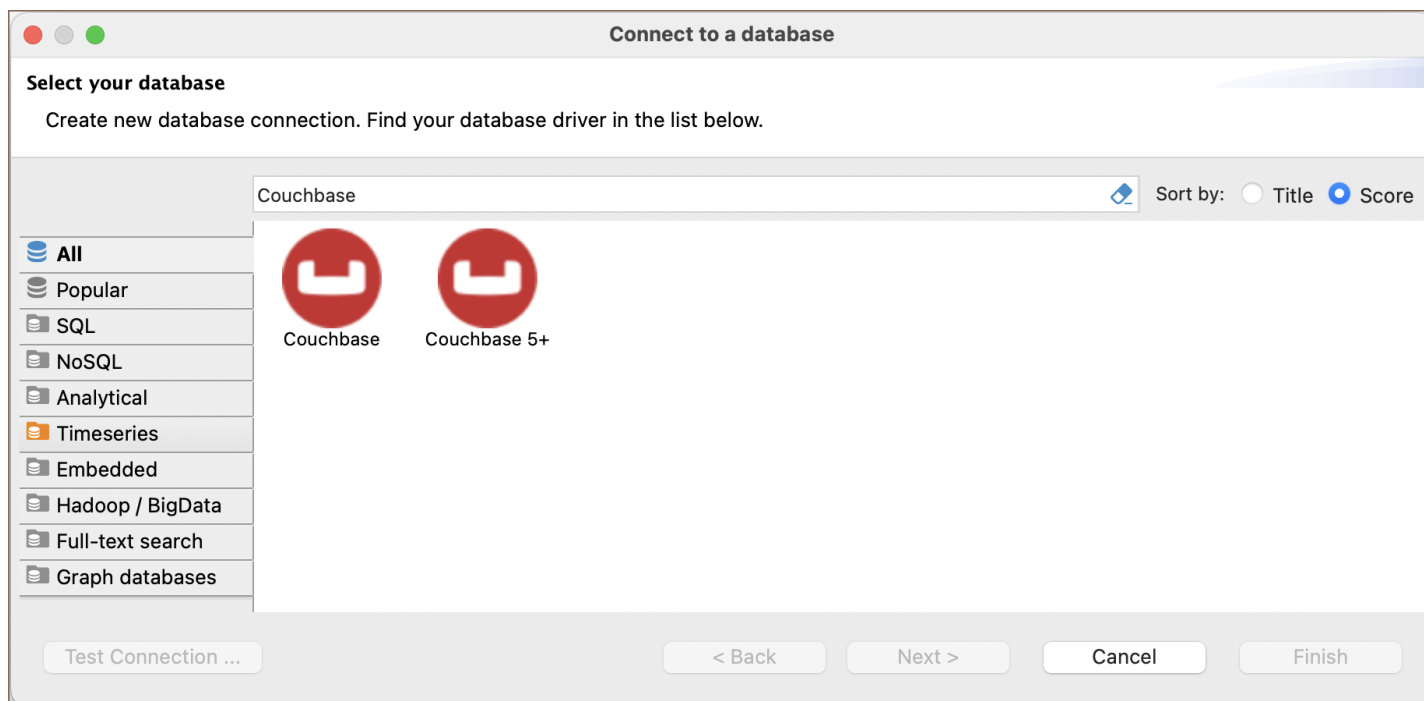 Connect to a database
Select your database
Create new database connection. Find your database driver in the list below.
Couchbase
Sort by: Title Score
All
Popular
SQL
NoSQL
Analytical
Timeseries
Embedded
Hadoop / BigData
Full-text search
Graph databases
Couchbase Couchbase 5+
Test Connection ... < Back Next > Cancel Finish